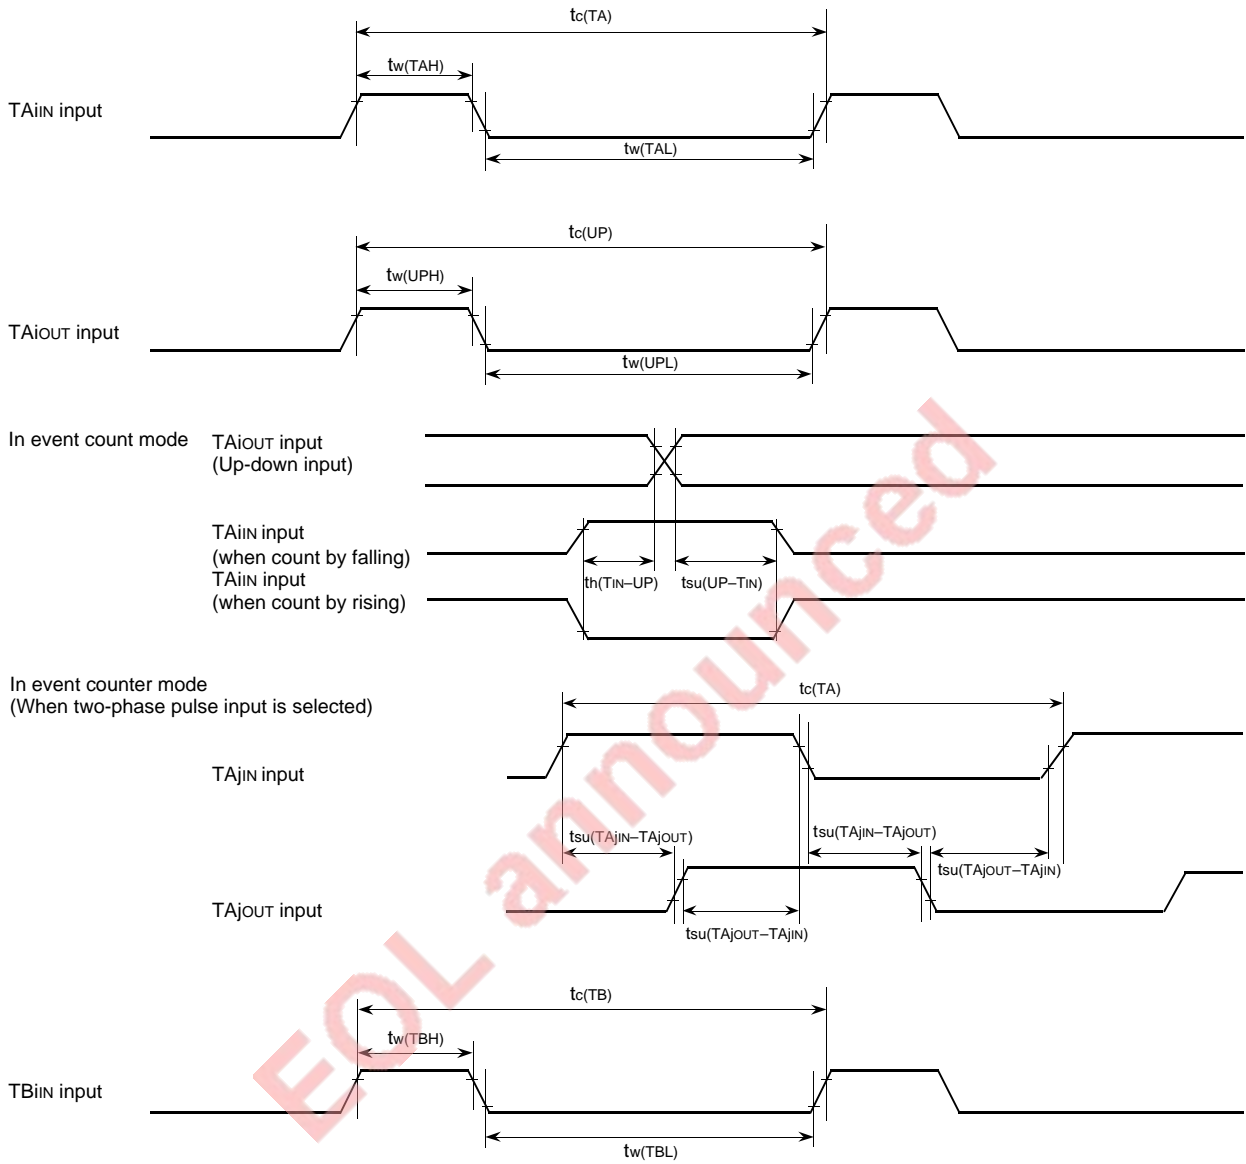 tc(TA)
tw(TAH)
TAiIN input
tw(TAL)
tc(UP)
tw(UPH)
TAiOUT input
tw(UPL)
In event count mode
TAiOUT input
(Up-down input)
TAiIN input
(when count by falling)
th(TIN–UP)
tsu(UP–TIN)
TAiIN input
(when count by rising)
In event counter mode
(When two-phase pulse input is selected)
tc(TA)
TAjIN input
tsu(TAjIN–TAjOUT)
tsu(TAjIN–TAjOUT)
tsu(TAjOUT–TAjIN)
TAjOUT input
tsu(TAjOUT–TAjIN)
tc(TB)
tw(TBH)
TBiIN input
tw(TBL)
EOL announced